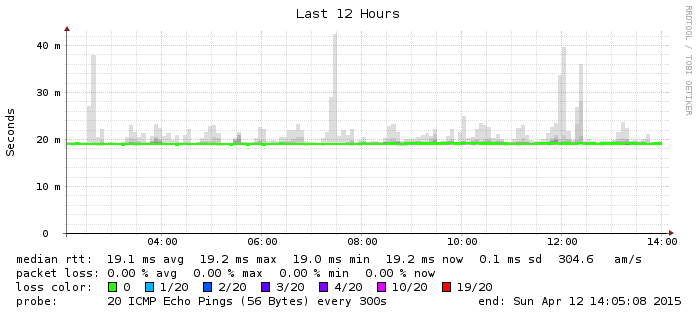 Last 12 Hours
RRDTOOL / TOBI OETIKER
Seconds
40 m
30 m
20 m
10 m
0
04:00 06:00 08:00 10:00 12:00 14:00
median rtt: 19.1 ms avg 19.2 ms max 19.0 ms min 19.2 ms now 0.1 ms sd 304.6 am/s
packet loss: 0.00 % avg 0.00 % max 0.00 % min 0.00 % now
loss color: 0 1/20 2/20 3/20 4/20 10/20 19/20
probe: 20 ICMP Echo Pings (56 Bytes) every 300s end: Sun Apr 12 14:05:08 2015